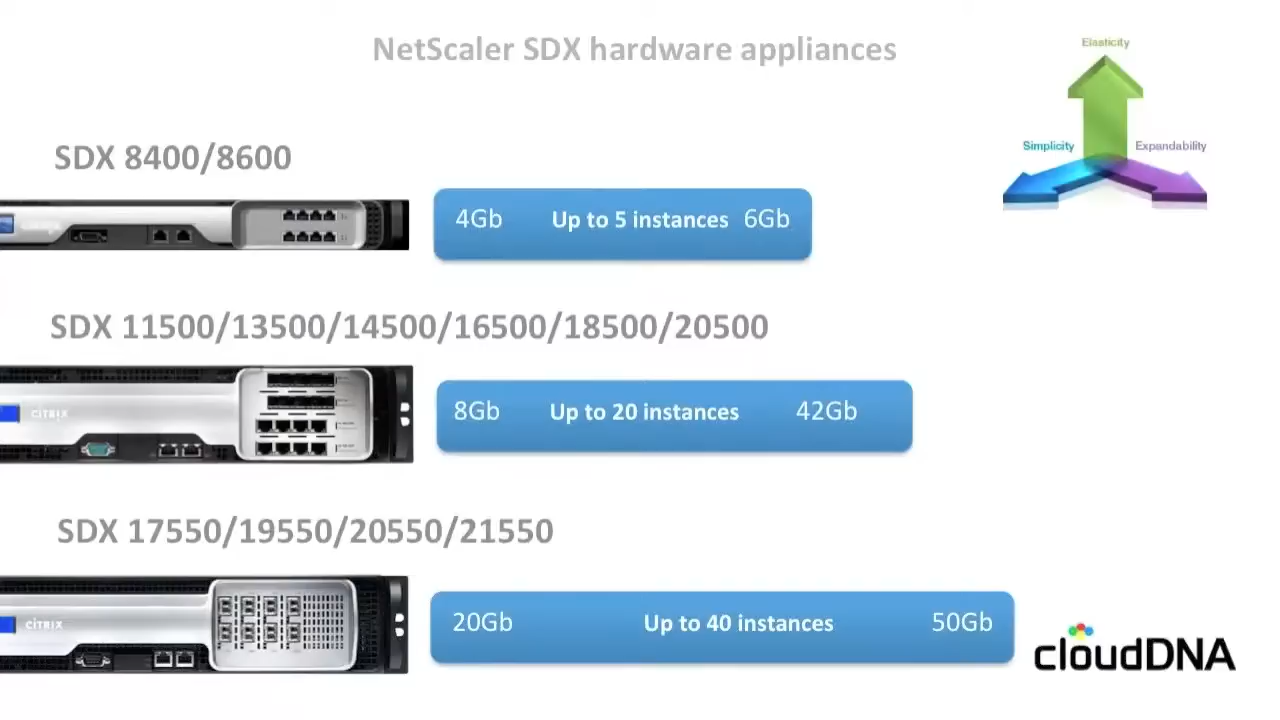 NetScaler SDX hardware appliances
Elasticity
Simplicity
Expandability
SDX 8400/8600
4Gb Up to 5 instances 6Gb
SDX 11500/13500/14500/16500/18500/20500
CITRIX
8Gb Up to 20 instances 42Gb
SDX 17550/19550/20550/21550
CITRIX
20Gb Up to 40 instances 50Gb
cloudDNA